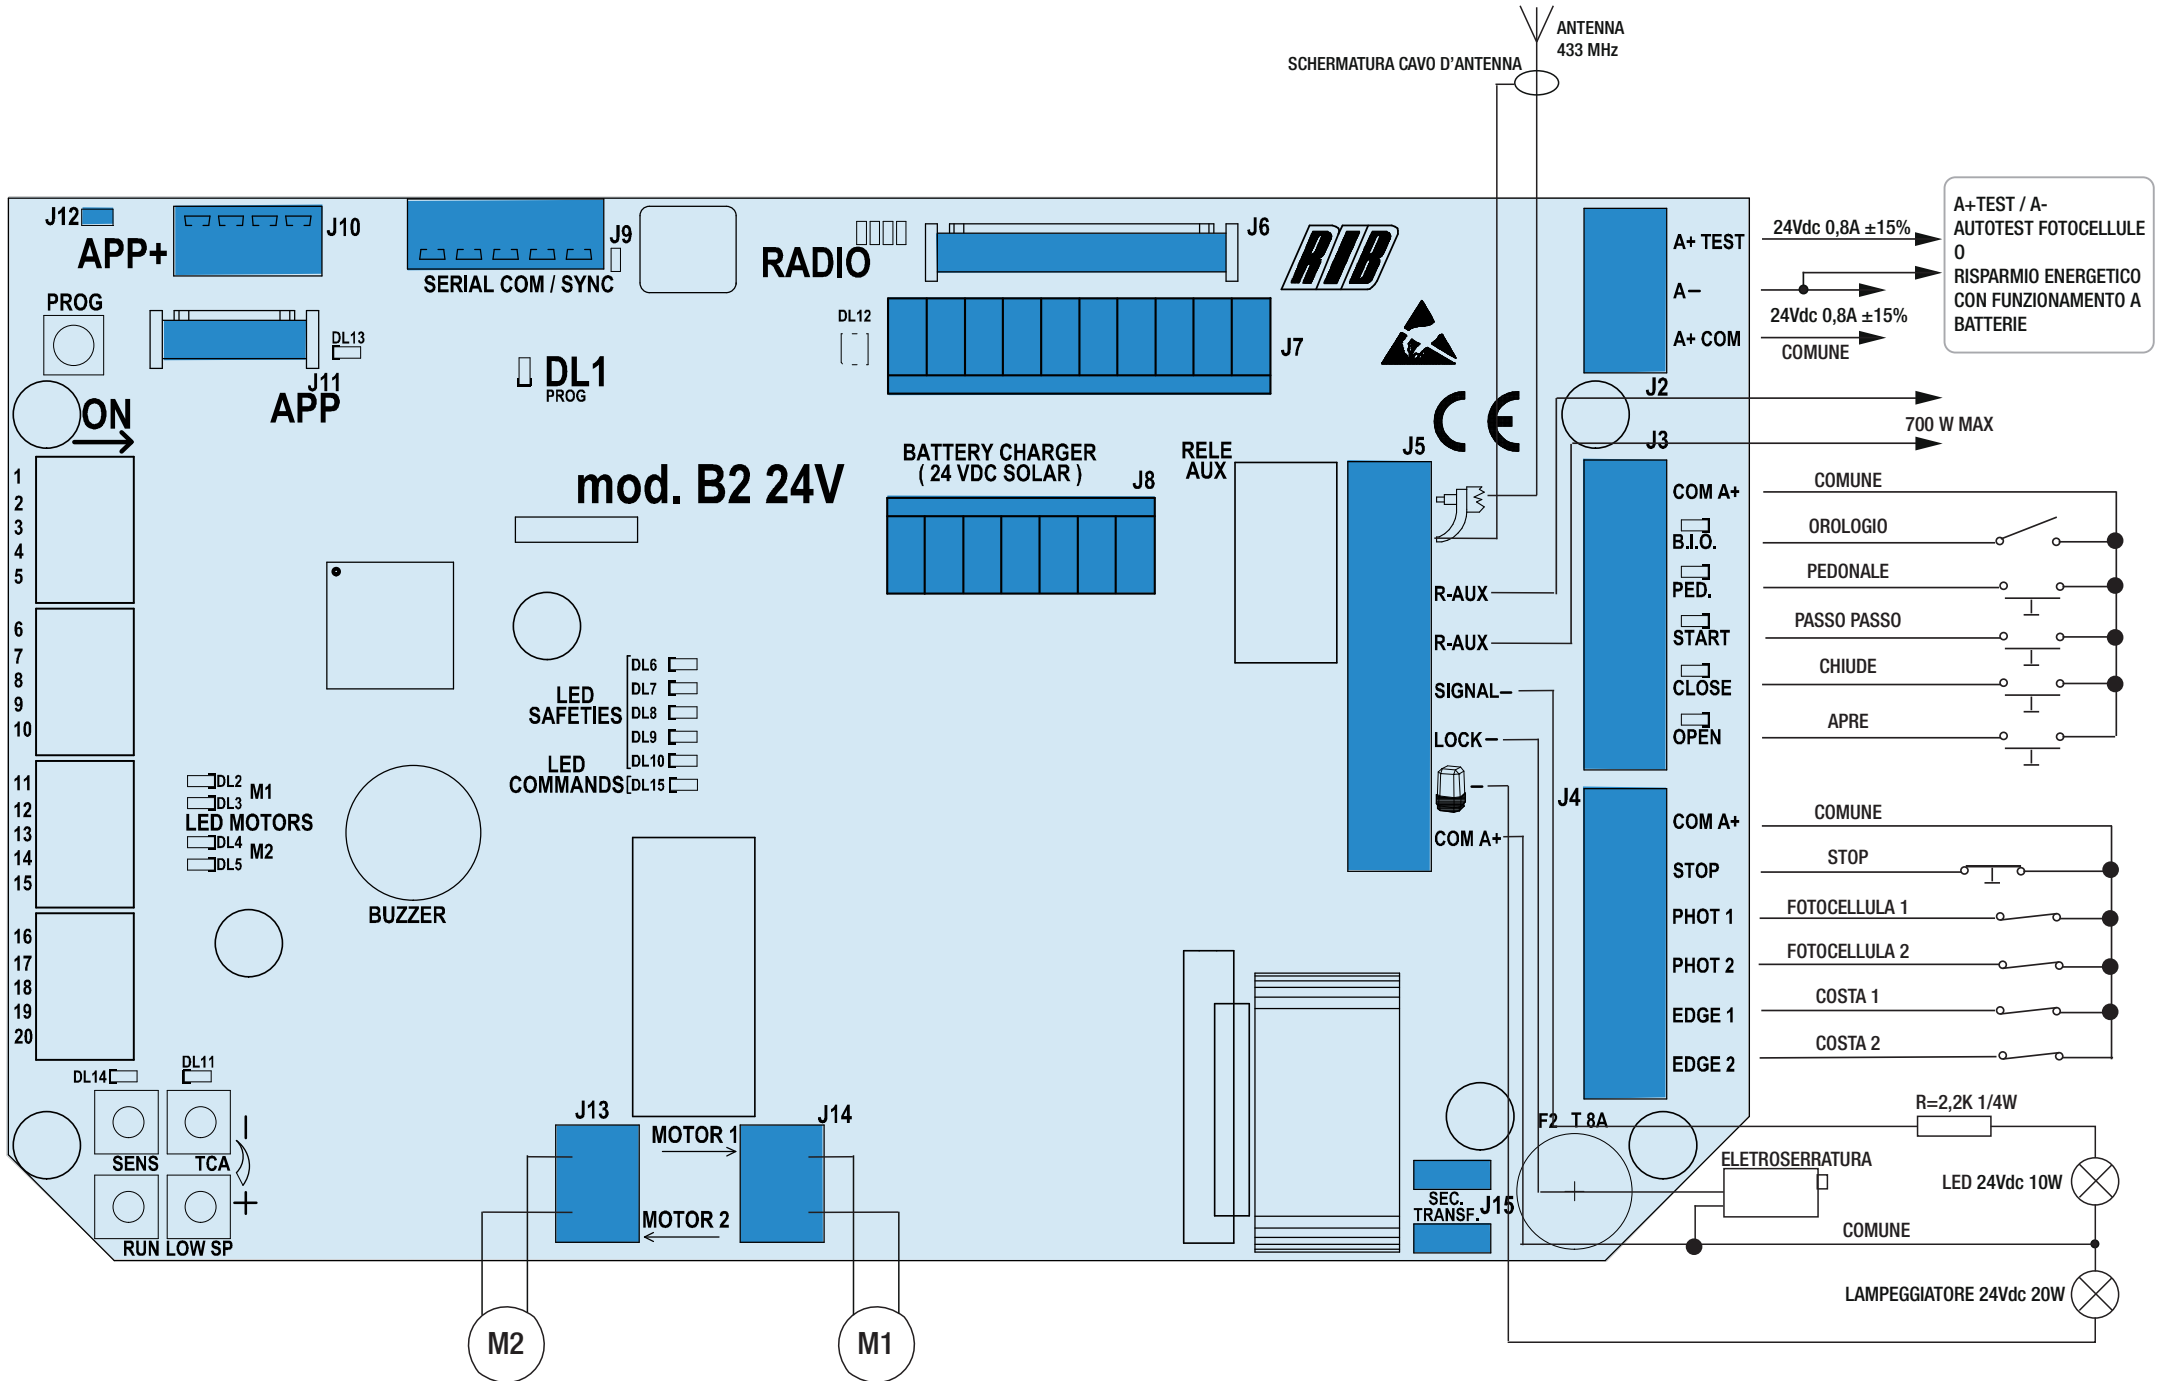 ANTENNA
433 MHz
SCHERMATURA CAVO D'ANTENNA
J12
APP+
J10
J9
SERIAL COM / SYNC
RADIO
J6
RIB
A+ TEST
A–
A+ COM
J2
24Vdc 0,8A ±15%
24Vdc 0,8A ±15%
COMUNE
A+TEST / A-
AUTOTEST FOTOCELLULE
O
RISPARMIO ENERGETICO
CON FUNZIONAMENTO A
BATTERIE
PROG
DL13
J11
APP
DL1
PROG
DL12
J7
CE
700 W MAX
ON
1
2
3
4
5
6
7
8
9
10
11
12
13
14
15
16
17
18
19
20
mod. B2 24V
BATTERY CHARGER
( 24 VDC SOLAR )
J8
RELE
AUX
J5
R-AUX
R-AUX
SIGNAL–
LOCK–
–
COM A+
J3
COM A+
B.I.O.
PED.
START
CLOSE
OPEN
COMUNE
OROLOGIO
PEDONALE
PASSO PASSO
CHIUDE
APRE
J4
COM A+
STOP
PHOT 1
PHOT 2
EDGE 1
EDGE 2
COMUNE
STOP
FOTOCELLULA 1
FOTOCELLULA 2
COSTA 1
COSTA 2
LED
SAFETIES
DL6
DL7
DL8
DL9
DL10
LED
COMMANDS
DL15
DL2
DL3
M1
LED MOTORS
DL4
DL5
M2
BUZZER
DL14
DL11
SENS
TCA
–
+
RUN
LOW SP
J13
MOTOR 1
J14
MOTOR 2
M2
M1
SEC.
TRANSF.
J15
F2 T 8A
R=2,2K 1/4W
ELETROSERRATURA
LED 24Vdc 10W
COMUNE
LAMPEGGIATORE 24Vdc 20W